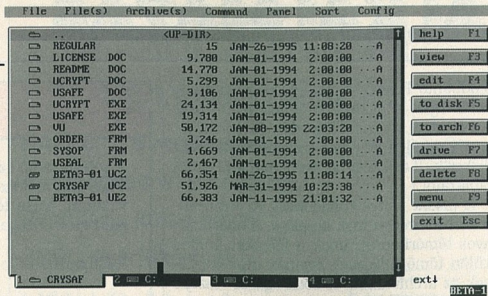 File File(s) Archive(s) Command Panel Sort Config
.. <UP-DIR>
REGULAR 15 JAN-26-1995 11:08:20 ···A
LICENSE DOC 9,780 JAN-01-1994 2:00:00 ···A
README DOC 14,778 JAN-01-1994 2:00:00 ···A
UCRYPT DOC 5,299 JAN-01-1994 2:00:00 ···A
USAFE DOC 3,106 JAN-01-1994 2:00:00 ···A
UCRYPT EXE 24,134 JAN-01-1994 2:00:00 ···A
USAFE EXE 19,314 JAN-01-1994 2:00:00 ···A
VU EXE 50,172 JAN-08-1995 22:03:20 ···A
ORDER FRM 3,246 JAN-01-1994 2:00:00 ···A
SYSOP FRM 1,669 JAN-01-1994 2:00:00 ···A
USEAL FRM 2,467 JAN-01-1994 2:00:00 ···A
BETA3-01 UC2 66,354 JAN-26-1995 11:08:14 ···A
CRYSAF UC2 51,926 MAR-31-1994 10:23:38 ···A
BETA3-01 UE2 66,383 JAN-11-1995 21:01:32 ···A
help F1
view F3
edit F4
to disk F5
to arch F6
drive F7
delete F8
menu F9
exit Esc
1 CRYSAF 2 C: 3 C: 4 C:
ext↓
BETA-1